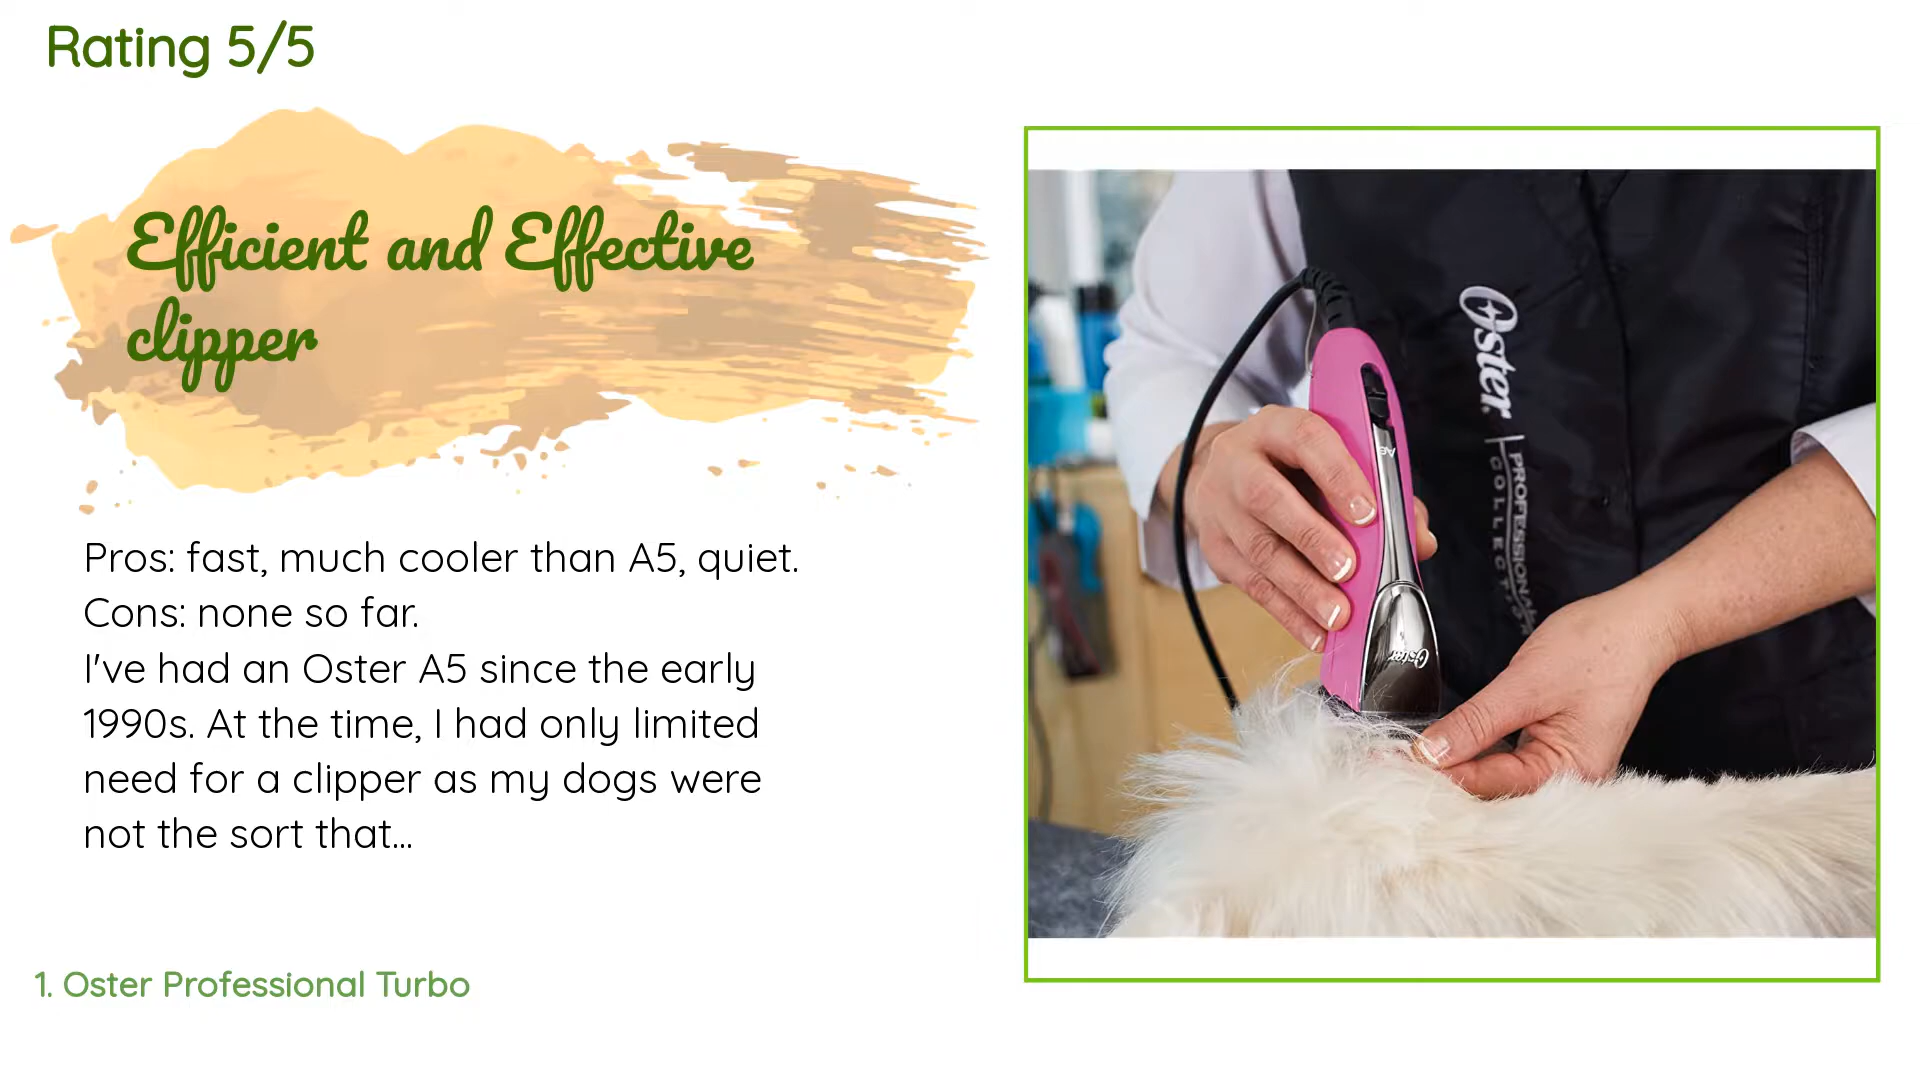 Rating 5/5
Efficient and Effective
clipper
Pros: fast, much cooler than A5, quiet.
Cons: none so far.
I've had an Oster A5 since the early
1990s. At the time, I had only limited
need for a clipper as my dogs were
not the sort that...
1. Oster Professional Turbo
Oster
PROFESSIONAL
COLLECTION
A6
Oster